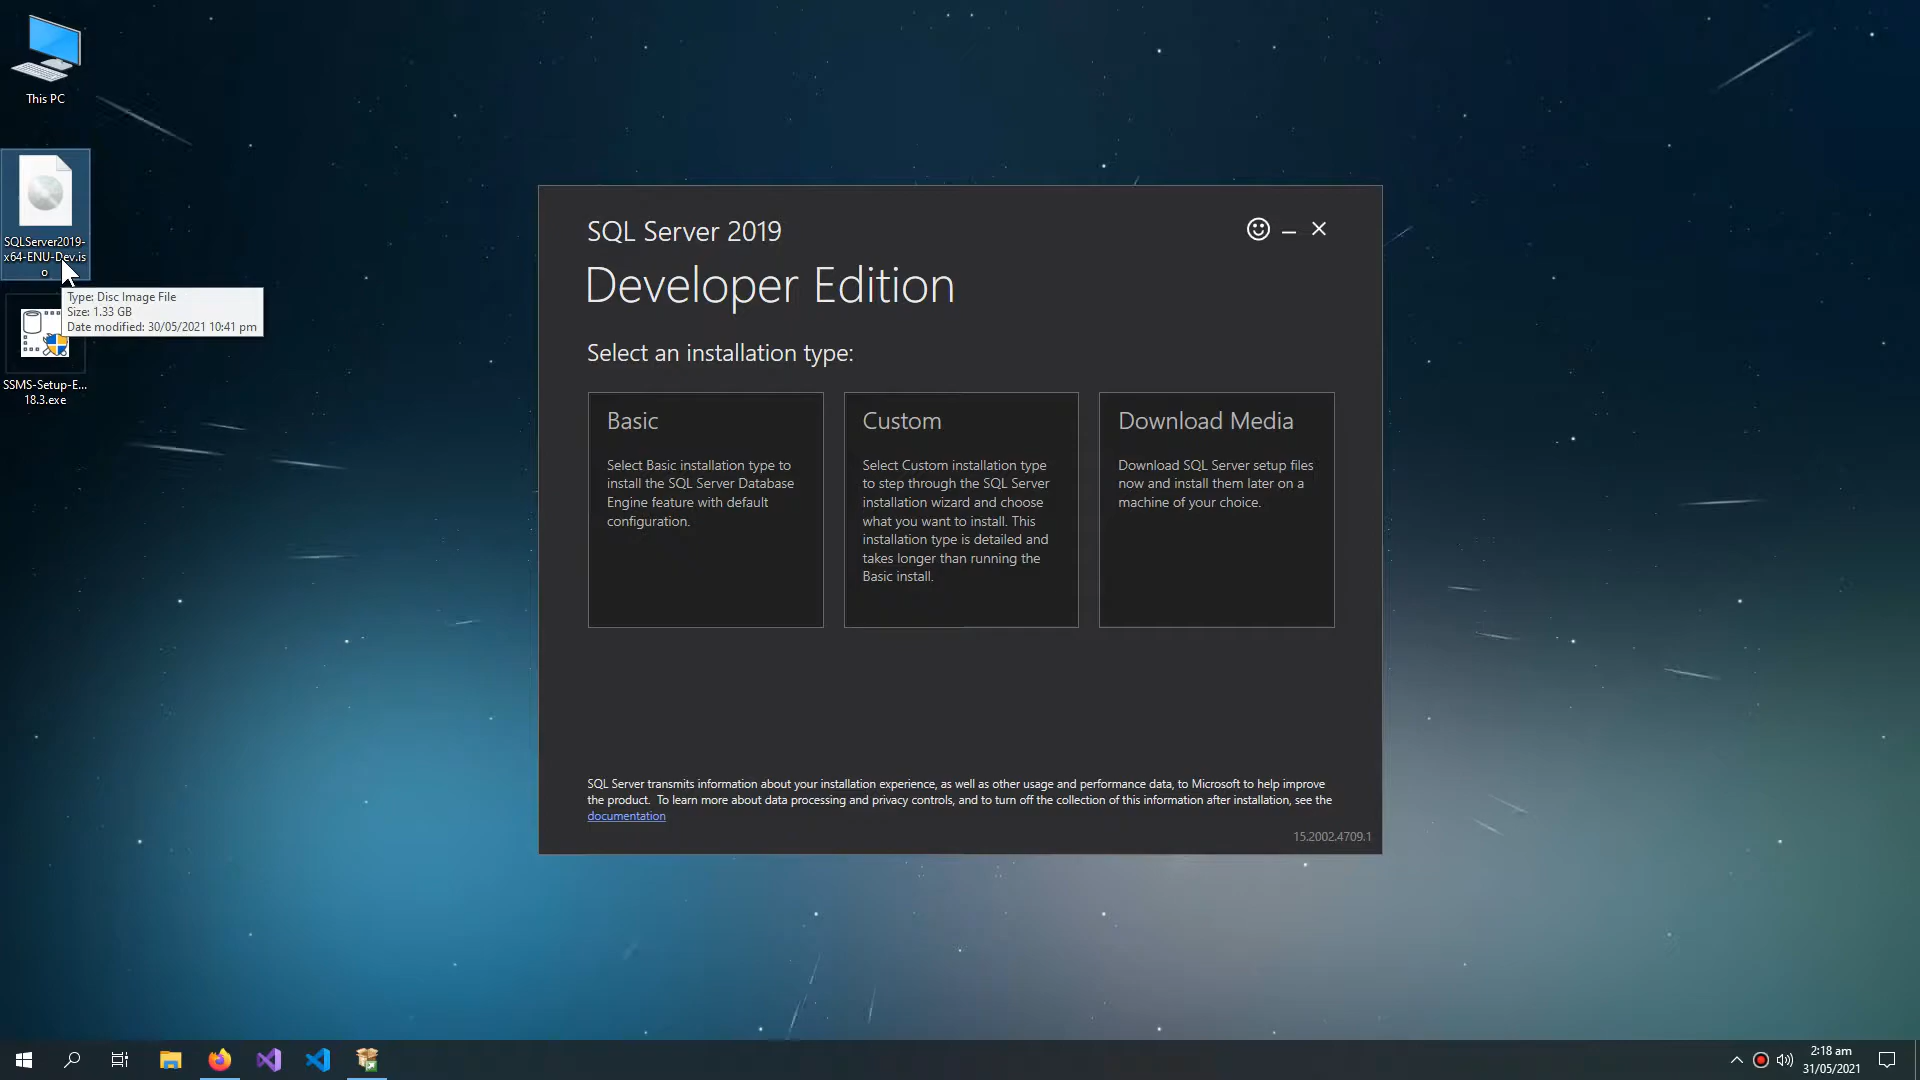 This PC
SQLServer2019-
x64-ENU-Dev.is
o
Type: Disc Image File
Size: 1.33 GB
Date modified: 30/05/2021 10:41 pm
SSMS-Setup-E...
18.3.exe
SQL Server 2019
Developer Edition
Select an installation type:
Basic
Select Basic installation type to
install the SQL Server Database
Engine feature with default
configuration.
Custom
Select Custom installation type
to step through the SQL Server
installation wizard and choose
what you want to install. This
installation type is detailed and
takes longer than running the
Basic install.
Download Media
Download SQL Server setup files
now and install them later on a
machine of your choice.
SQL Server transmits information about your installation experience, as well as other usage and performance data, to Microsoft to help improve
the product.  To learn more about data processing and privacy controls, and to turn off the collection of this information after installation, see the
documentation
15.2002.4709.1
2:18 am
31/05/2021